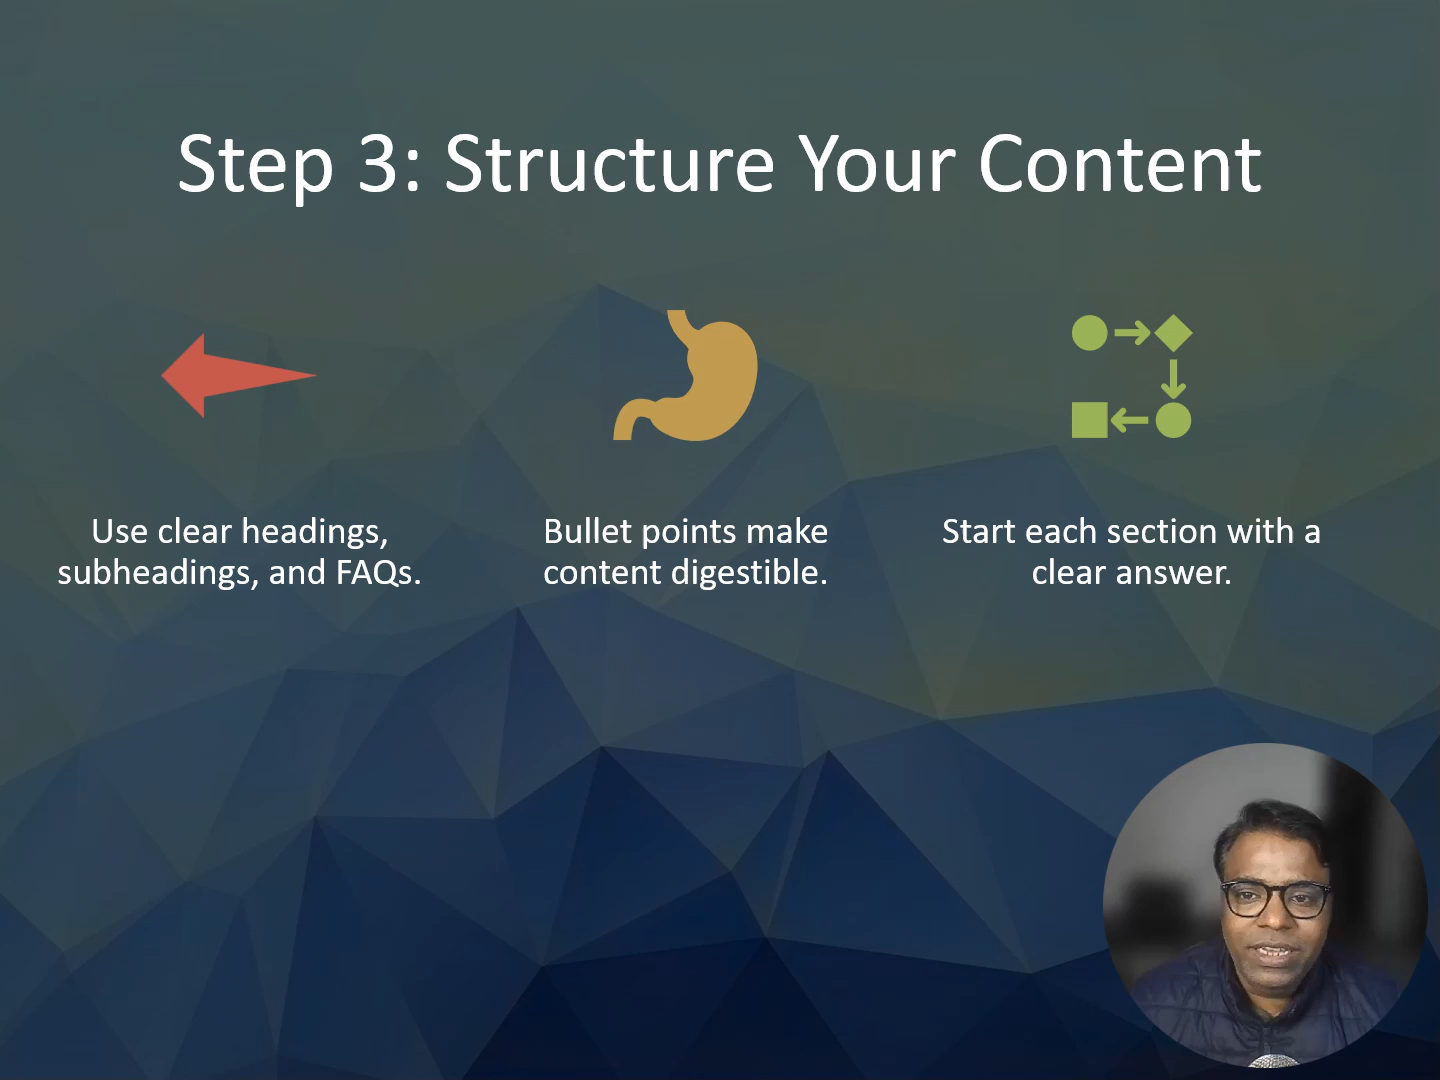 Step 3: Structure Your Content
Use clear headings,
subheadings, and FAQs.
Bullet points make
content digestible.
Start each section with a
clear answer.